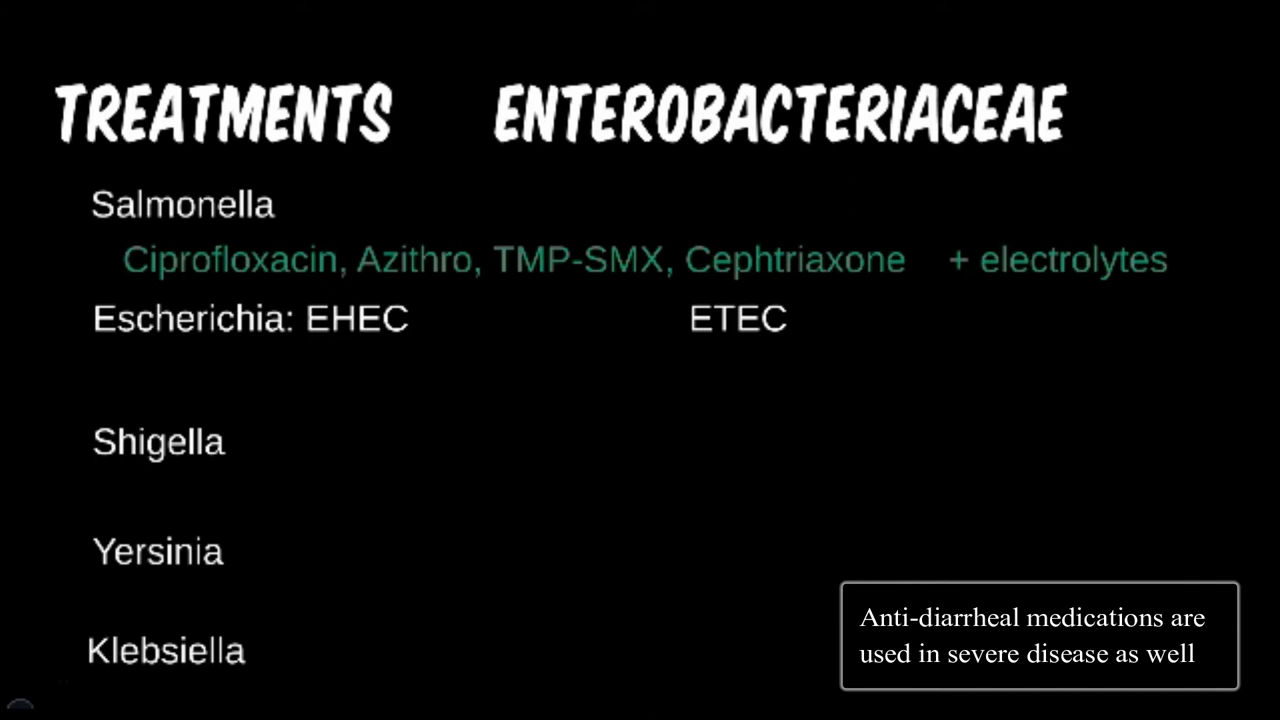 TREATMENTS ENTEROBACTERIACEAE
Salmonella
Ciprofloxacin, Azithro, TMP-SMX, Cephtriaxone + electrolytes
Escherichia: EHEC ETEC
Shigella
Yersinia
Klebsiella
Anti-diarrheal medications are
used in severe disease as well